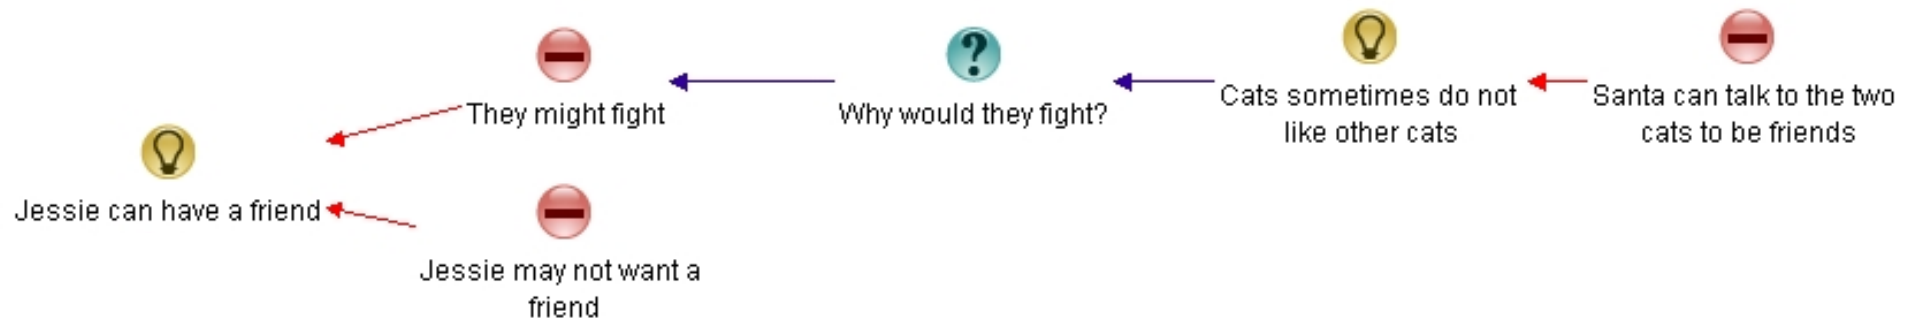 Jessie can have a friend
They might fight
Jessie may not want a
friend
Why would they fight?
Cats sometimes do not
like other cats
Santa can talk to the two
cats to be friends